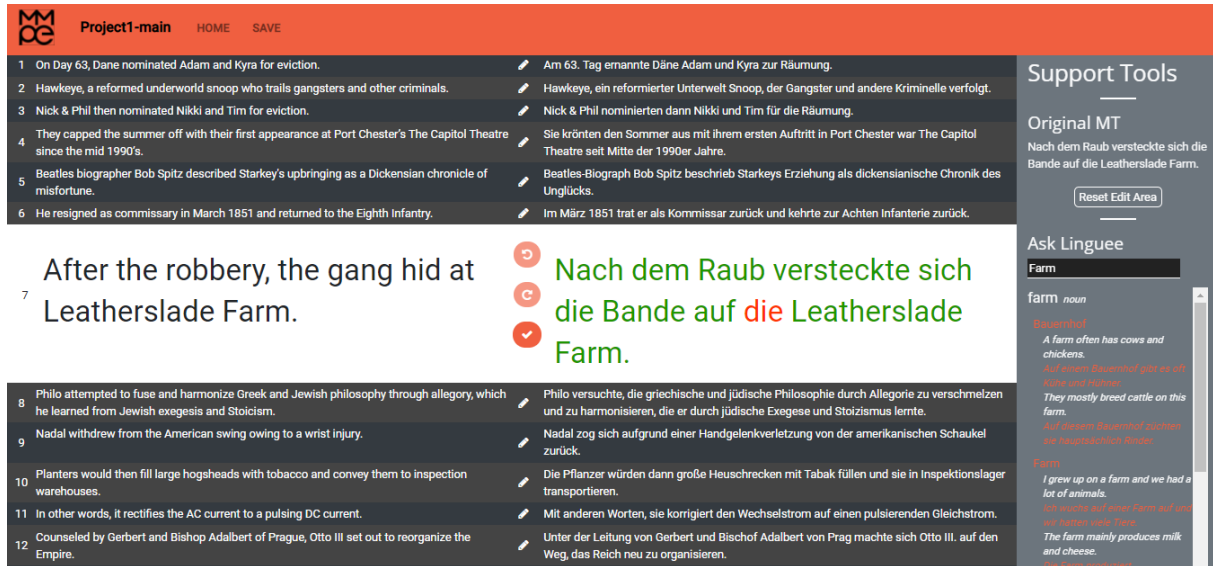 MMPE
Project1-main
HOME
SAVE
1 On Day 63, Dane nominated Adam and Kyra for eviction.
Am 63. Tag ernannte Däne Adam und Kyra zur Räumung.
2 Hawkeye, a reformed underworld snoop who trails gangsters and other criminals.
Hawkeye, ein reformierter Unterwelt Snoop, der Gangster und andere Kriminelle verfolgt.
3 Nick & Phil then nominated Nikki and Tim for eviction.
Nick & Phil nominierten dann Nikki und Tim für die Räumung.
4 They capped the summer off with their first appearance at Port Chester's The Capitol Theatre
since the mid 1990's.
Sie krönten den Sommer aus mit ihrem ersten Auftritt in Port Chester war The Capitol
Theatre seit Mitte der 1990er Jahre.
5 Beatles biographer Bob Spitz described Starkey's upbringing as a Dickensian chronicle of
misfortune.
Beatles-Biograph Bob Spitz beschrieb Starkeys Erziehung als dickensianische Chronik des
Unglücks.
6 He resigned as commissary in March 1851 and returned to the Eighth Infantry.
Im März 1851 trat er als Kommissar zurück und kehrte zur Achten Infanterie zurück.
7 After the robbery, the gang hid at
Leatherslade Farm.
Nach dem Raub versteckte sich
die Bande auf die Leatherslade
Farm.
8 Philo attempted to fuse and harmonize Greek and Jewish philosophy through allegory, which
he learned from Jewish exegesis and Stoicism.
Philo versuchte, die griechische und jüdische Philosophie durch Allegorie zu verschmelzen
und zu harmonisieren, die er durch jüdische Exegese und Stoizismus lernte.
9 Nadal withdrew from the American swing owing to a wrist injury.
Nadal zog sich aufgrund einer Handgelenkverletzung von der amerikanischen Schaukel
zurück.
10 Planters would then fill large hogsheads with tobacco and convey them to inspection
warehouses.
Die Pflanzer würden dann große Heuschrecken mit Tabak füllen und sie in Inspektionslager
transportieren.
11 In other words, it rectifies the AC current to a pulsing DC current.
Mit anderen Worten, sie korrigiert den Wechselstrom auf einen pulsierenden Gleichstrom.
12 Counseled by Gerbert and Bishop Adalbert of Prague, Otto III set out to reorganize the
Empire.
Unter der Leitung von Gerbert und Bischof Adalbert von Prag machte sich Otto III. auf den
Weg, das Reich neu zu organisieren.
Support Tools
Original MT
Nach dem Raub versteckte sich die
Bande auf die Leatherslade Farm.
Reset Edit Area
Ask Linguee
Farm
farm noun
Bauernhof
A farm often has cows and
chickens.
Auf einem Bauernhof gibt es oft
Kühe und Hühner
They mostly breed cattle on this
farm.
Auf diesem Bauernhof züchten
sie hauptsächlich Rinder
Farm
I grew up on a farm and we had a
lot of animals.
Ich wuchs auf einer Farm auf und
wir hatten viele Tiere
The farm mainly produces milk
and cheese.